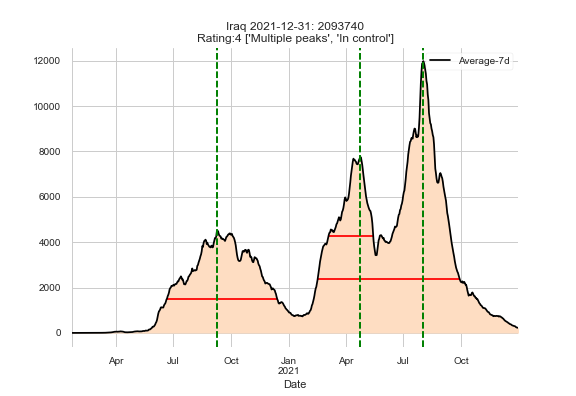 Iraq 2021-12-31: 2093740
Rating:4 ['Multiple peaks', 'In control']
Average-7d
12000
10000
8000
6000
4000
2000
0
Apr Jul Oct Jan Apr Jul Oct
2021
Date